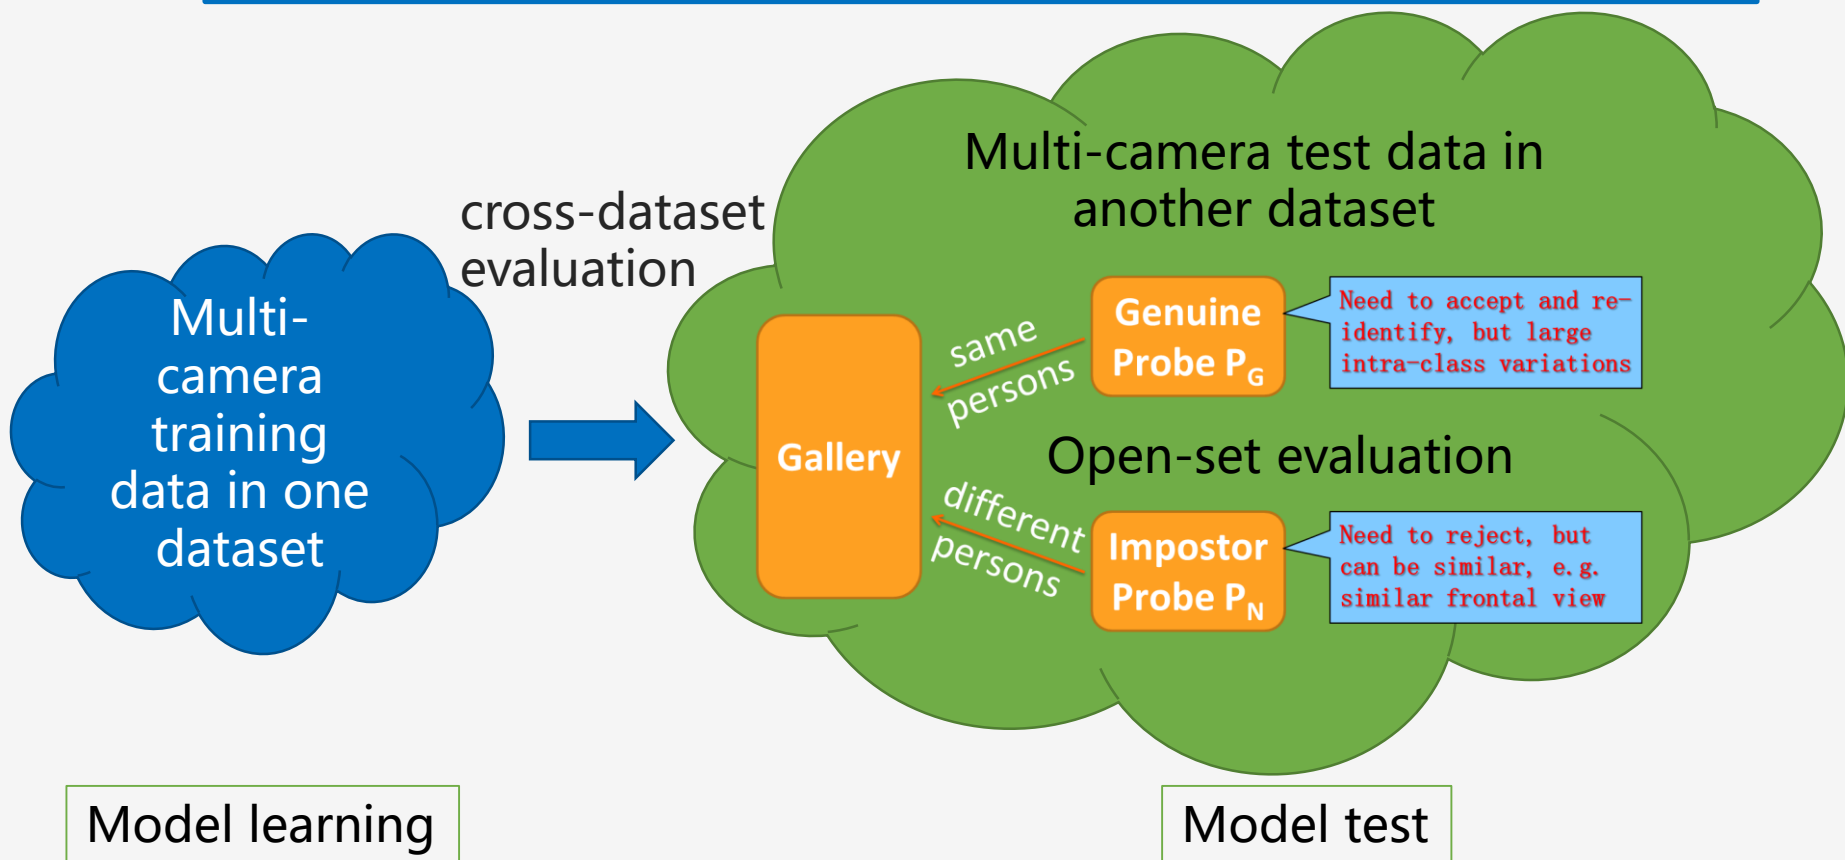 Multi-camera test data in
another dataset
cross-dataset
evaluation
Multi-
camera
training
data in one
dataset
Genuine
Probe P_G
Need to accept and re-
identify, but large
intra-class variations
same
persons
Gallery
Open-set evaluation
different
persons
Impostor
Probe P_N
Need to reject, but
can be similar, e.g.
similar frontal view
Model learning
Model test